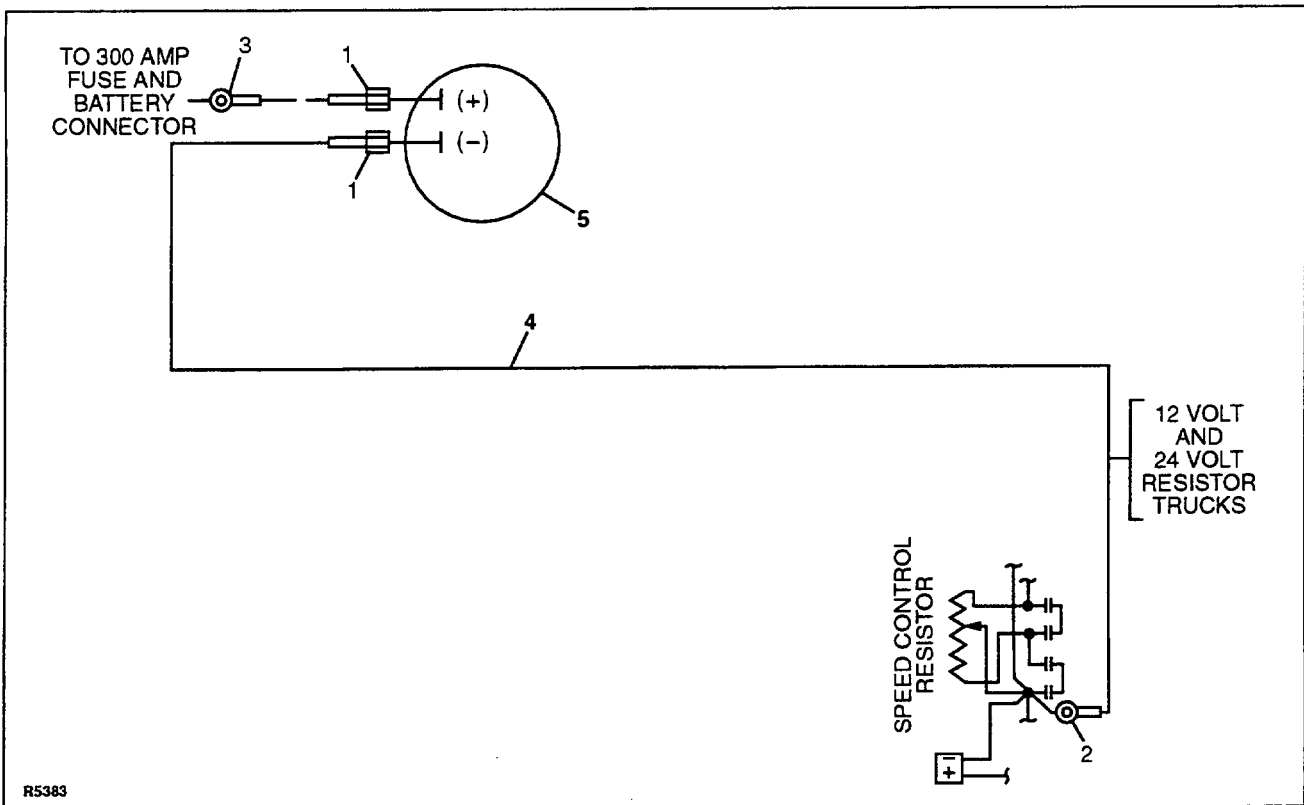 TO 300 AMP
FUSE AND
BATTERY
CONNECTOR
3
1
(+)
(−)
1
5
4
12 VOLT
AND
24 VOLT
RESISTOR
TRUCKS
SPEED CONTROL
RESISTOR
2
− +
R5383